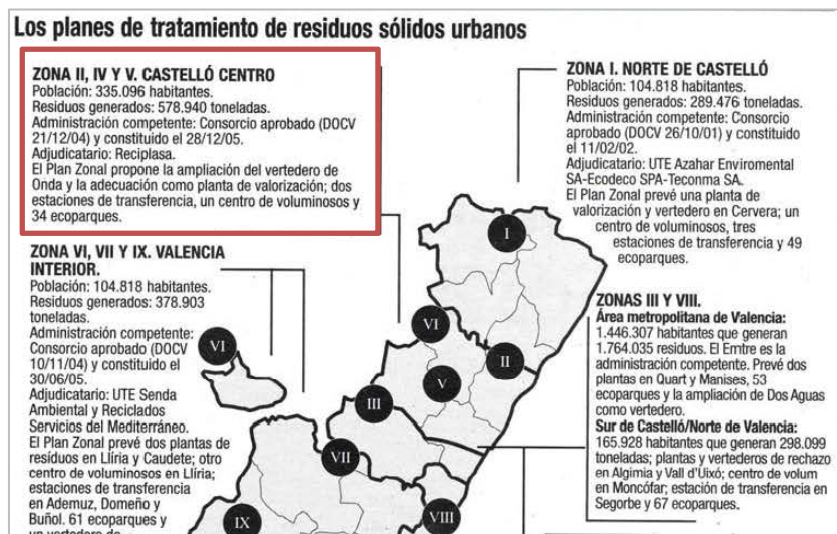 Los planes de tratamiento de residuos sólidos urbanos
ZONA II, IV Y V. CASTELLÓ CENTRO
Población: 335.096 habitantes.
Residuos generados: 578.940 toneladas.
Administración competente: Consorcio aprobado (DOCV
21/12/04) y constituido el 28/12/05.
Adjudicatario: Reciplasa.
El Plan Zonal propone la ampliación del vertedero de
Onda y la adecuación como planta de valorización; dos
estaciones de transferencia, un centro de voluminosos y
34 ecoparques.
ZONA I. NORTE DE CASTELLÓ
Población: 104.818 habitantes.
Residuos generados: 289.476 toneladas.
Administración competente: Consorcio
aprobado (DOCV 26/10/01) y constituido
el 11/02/02.
Adjudicatario: UTE Azahar Enviromental
SA-Ecodeco SPA-Teconma SA.
El Plan Zonal prevé una planta de
valorización y vertedero en Cervera; un
centro de voluminosos, tres
estaciones de transferencia y 49
ecoparques.
ZONA VI, VII Y IX. VALENCIA
INTERIOR.
Población: 104.818 habitantes.
Residuos generados: 378.903
toneladas.
Administración competente:
Consorcio aprobado (DOCV
10/11/04) y constituido el
30/06/05.
Adjudicatario: UTE Senda
Ambiental y Reciclados
Servicios del Mediterráneo.
El Plan Zonal prevé dos plantas de
residuos en Llíria y Caudete; otro
centro de voluminosos en Llíria;
estaciones de transferencia
en Ademuz, Domeño y
Buñol. 61 ecoparques y
un vertedero de
ZONAS III Y VIII.
Área metropolitana de Valencia:
1.446.307 habitantes que generan
1.764.035 residuos. El Emtre es la
administración competente. Prevé dos
plantas en Quart y Manises, 53
ecoparques y la ampliación de Dos Aguas
como vertedero.
Sur de Castelló/Norte de Valencia:
165.928 habitantes que generan 298.099
toneladas; plantas y vertederos de rechazo
en Algimia y Vall d'Uixó; centro de volum
en Moncófar; estación de transferencia en
Segorbe y 67 ecoparques.
I
VI
VI
II
V
III
VII
IX
VIII